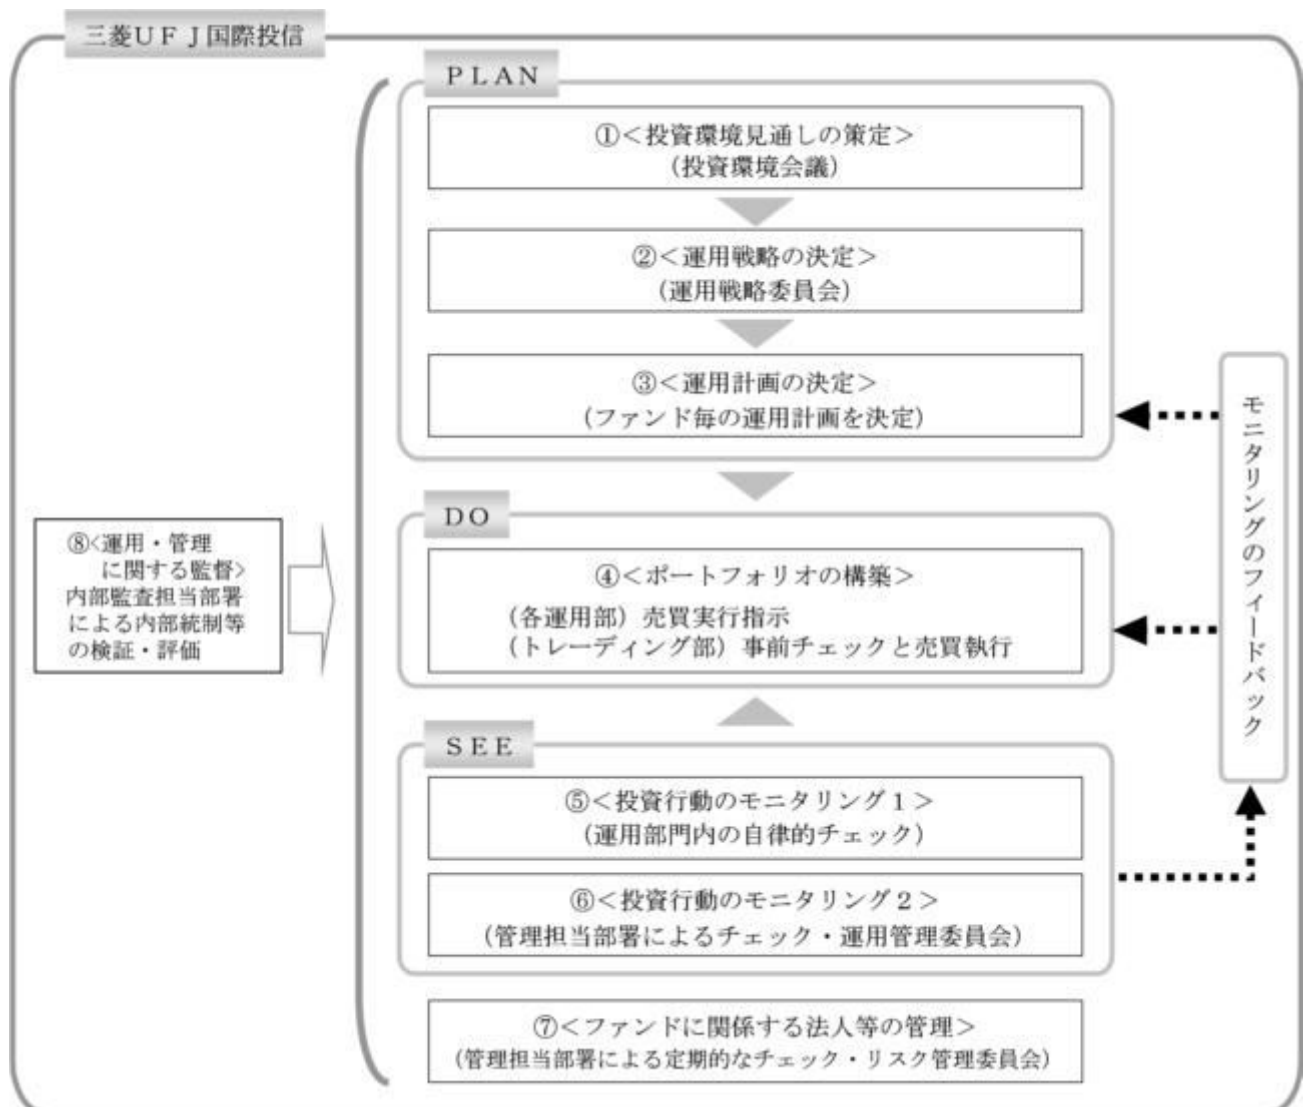 三菱ＵＦＪ国際投信
ＰＬＡＮ
①＜投資環境見通しの策定＞
（投資環境会議）
②＜運用戦略の決定＞
（運用戦略委員会）
③＜運用計画の決定＞
（ファンド毎の運用計画を決定）
ＤＯ
④＜ポートフォリオの構築＞
（各運用部）売買実行指示
（トレーディング部）事前チェックと売買執行
ＳＥＥ
⑤＜投資行動のモニタリング１＞
（運用部門内の自律的チェック）
⑥＜投資行動のモニタリング２＞
（管理担当部署によるチェック・運用管理委員会）
⑦＜ファンドに関係する法人等の管理＞
（管理担当部署による定期的なチェック・リスク管理委員会）
⑧<運用・管理
に関する監督>
内部監査担当部署
による内部統制等
の検証・評価
モニタリングのフィードバック